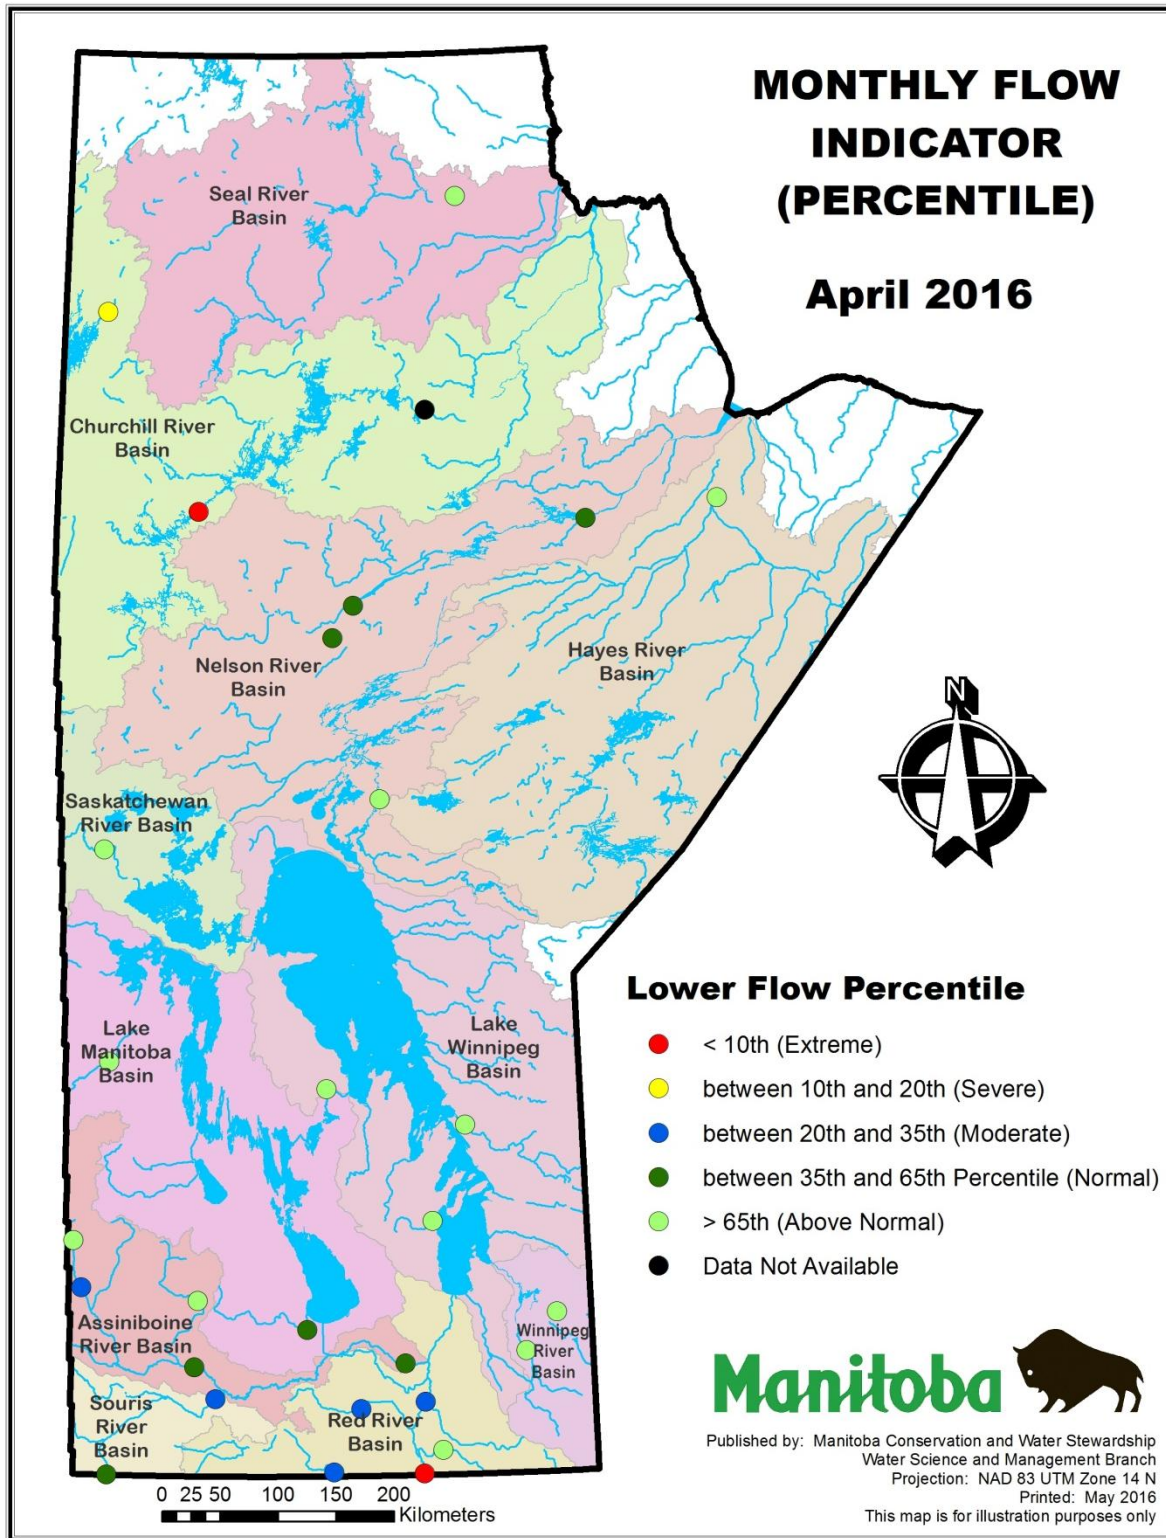 MONTHLY FLOW
INDICATOR
(PERCENTILE)
April 2016
Seal River
Basin
Churchill River
Basin
Nelson River
Basin
Hayes River
Basin
N
Saskatchewan
River Basin
Lake
Manitoba
Basin
Lake
Winnipeg
Basin
Assiniboine
River Basin
Winnipeg
River
Basin
Souris
River
Basin
Red River
Basin
0 25 50 100 150 200
Kilometers
Lower Flow Percentile
< 10th (Extreme)
between 10th and 20th (Severe)
between 20th and 35th (Moderate)
between 35th and 65th Percentile (Normal)
> 65th (Above Normal)
Data Not Available
Manitoba
Published by: Manitoba Conservation and Water Stewardship
Water Science and Management Branch
Projection: NAD 83 UTM Zone 14 N
Printed: May 2016
This map is for illustration purposes only